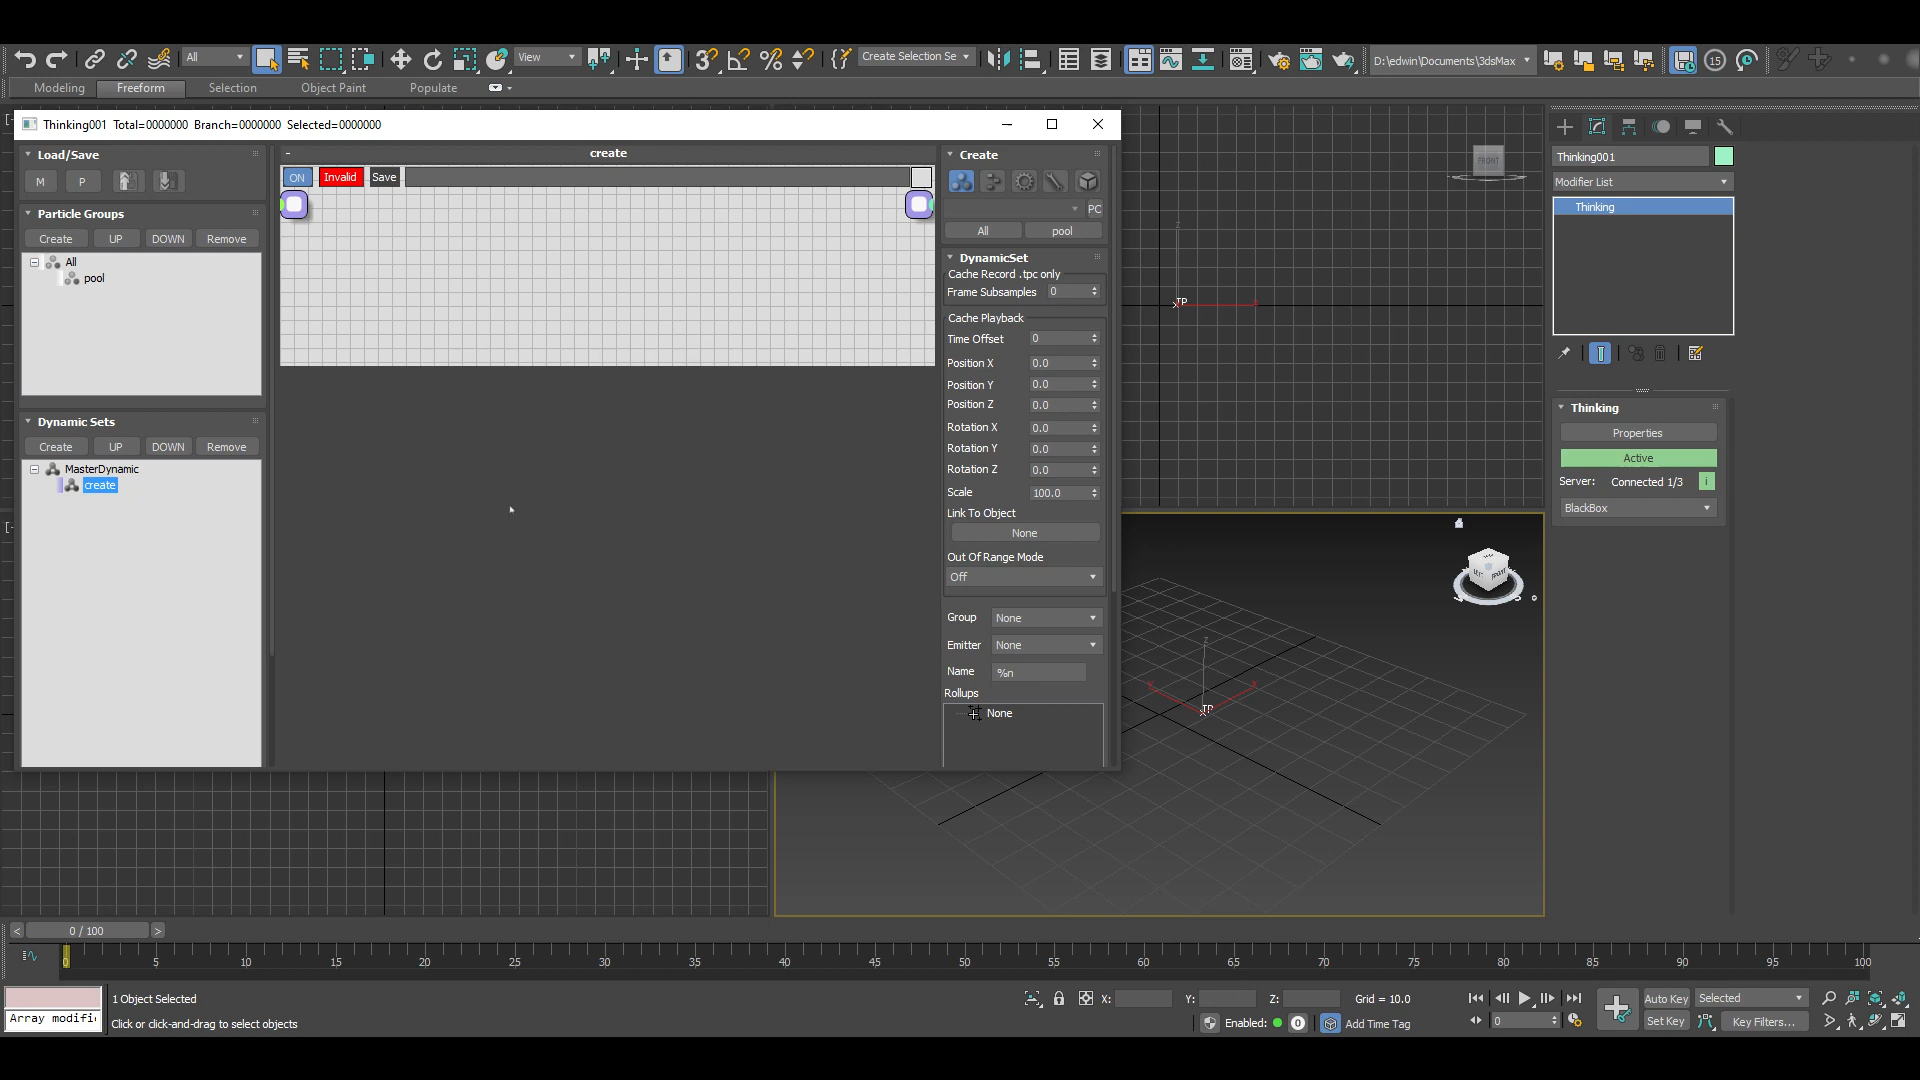 All
View
Create Selection Se
D:\edwin\Documents\3dsMax
15
Modeling
Freeform
Selection
Object Paint
Populate
Thinking001 Total=0000000 Branch=0000000 Selected=0000000
Load/Save
M
P
Particle Groups
Create
UP
DOWN
Remove
All
pool
Dynamic Sets
Create
UP
DOWN
Remove
MasterDynamic
create
-
create
ON
Invalid
Save
Create
PC
All
pool
DynamicSet
Cache Record .tpc only
Frame Subsamples 0
Cache Playback
Time Offset 0
Position X 0.0
Position Y 0.0
Position Z 0.0
Rotation X 0.0
Rotation Y 0.0
Rotation Z 0.0
Scale 100.0
Link To Object
None
Out Of Range Mode
Off
Group None
Emitter None
Name %n
Rollups
None
FRONT
z
TP
x
Z
TP
FRONT
Thinking001
Modifier List
Thinking
Thinking
Properties
Active
Server: Connected 1/3 i
BlackBox
< 0 / 100 >
0 5 10 15 20 25 30 35 40 45 50 55 60 65 70 75 80 85 90 95 100
1 Object Selected
Array modifi
Click or click-and-drag to select objects
X:
Y:
Z:
Grid = 10.0
Enabled:
0
Add Time Tag
0
Auto Key
Selected
Set Key
Key Filters...